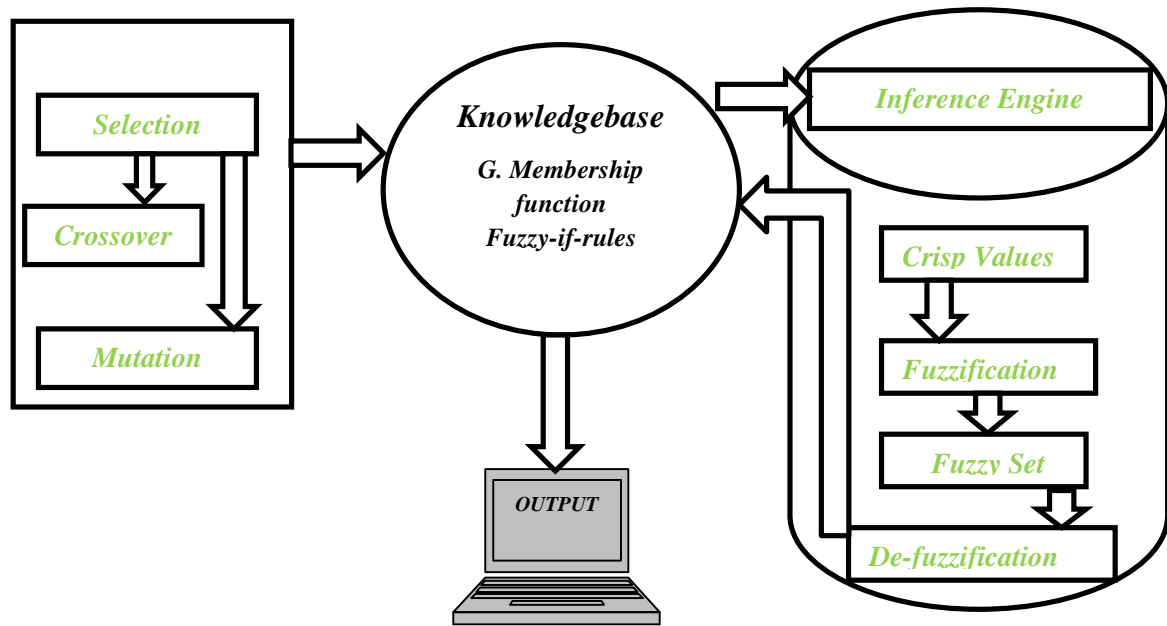 Selection
Crossover
Mutation
Knowledgebase
G. Membership
function
Fuzzy-if-rules
OUTPUT
Inference Engine
Crisp Values
Fuzzification
Fuzzy Set
De-fuzzification